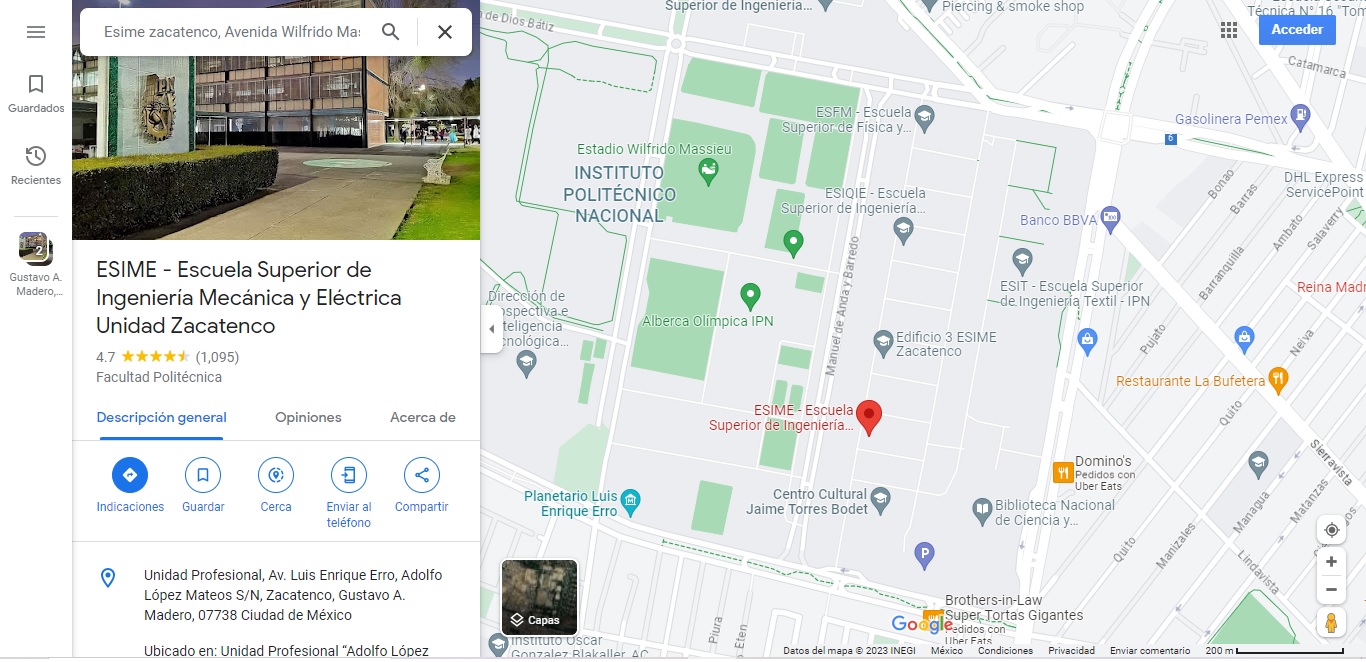 Esime zacatenco, Avenida Wilfrido Mas
Guardados
Recientes
2
Gustavo A.
Madero,...
ESIME - Escuela Superior de
Ingeniería Mecánica y Eléctrica
Unidad Zacatenco
4.7 (1,095)
Facultad Politécnica
Descripción general
Opiniones
Acerca de
Indicaciones
Guardar
Cerca
Enviar al
teléfono
Compartir
Unidad Profesional, Av. Luis Enrique Erro, Adolfo
López Mateos S/N, Zacatenco, Gustavo A.
Madero, 07738 Ciudad de México
Ubicado en: Unidad Profesional “Adolfo López
de Dios Bátiz
Superior de Ingeniería...
Piercing & smoke shop
Técnica N° 16 "Tom
Acceder
Catamarca
ESFM - Escuela
Superior de Física y...
Gasolinera Pemex
6
Estadio Wilfrido Massieu
INSTITUTO
POLITÉCNICO
NACIONAL
DHL Express
ServicePoint
Bonao
Barras
ESIQIE - Escuela
Superior de Ingeniería...
Banco BBVA
Ambato
Salaverry
Barranquilla
Manuel de Anda y Barredo
ESIT - Escuela Superior
de Ingeniería Textil - IPN
Reina Madr
Dirección de
ospectiva e
teligencia
cnológica...
Alberca Olímpica IPN
Edificio 3 ESIME
Zacatenco
Pujato
Neiva
Restaurante La Bufetera
ESIME - Escuela
Superior de Ingeniería...
Quito
Sierravista
Domino's
Pedidos con
Uber Eats
Planetario Luis
Enrique Erro
Centro Cultural
Jaime Torres Bodet
Biblioteca Nacional
de Ciencia y...
Managua
Matanzas
Quito
Manizales
Lindavista
P
Capas
Brothers-in-Law
Super Tortas Gigantes
Pedidos con
Uber Eats
Google
Piura
Eten
Instituto Oscar
Gonzalez Blakaller, AC
Datos del mapa © 2023 INEGI
México
Condiciones
Privacidad
Enviar comentario
200 m